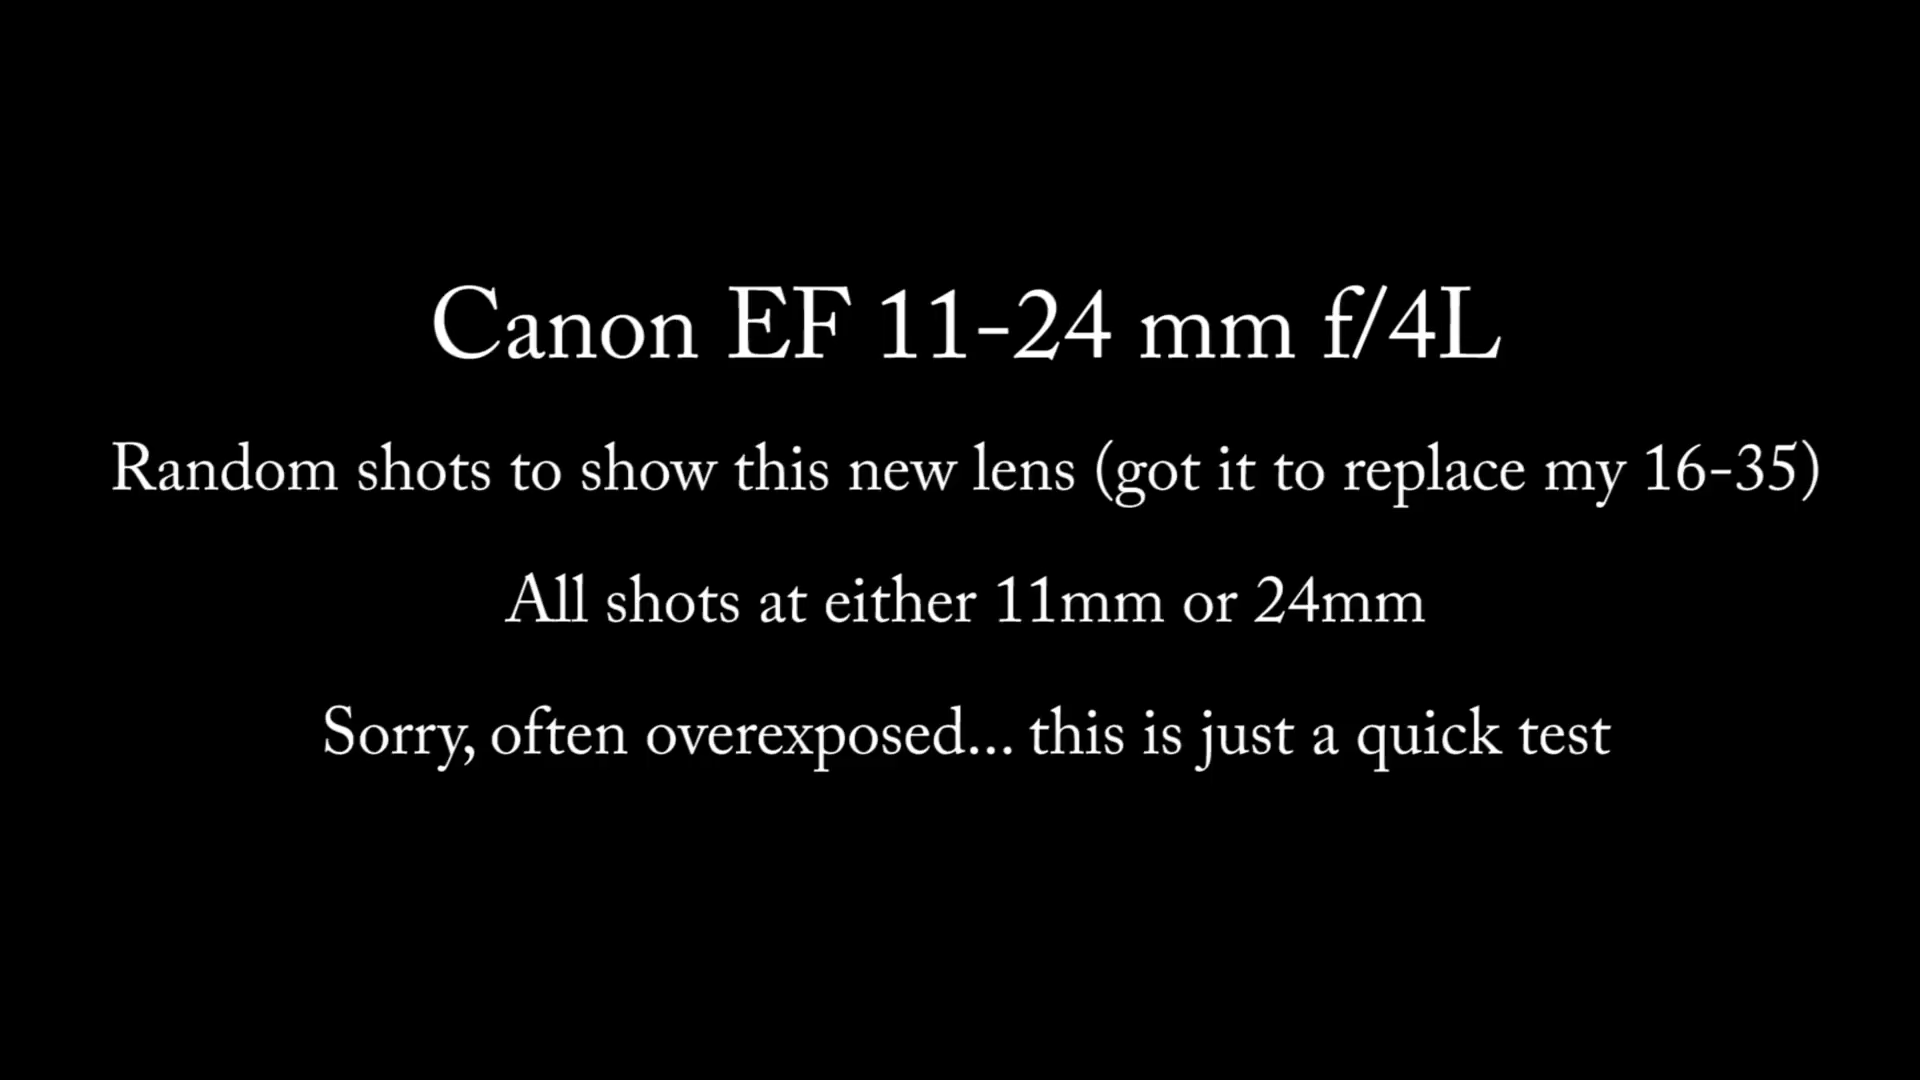 Canon EF 11-24 mm f/4L
Random shots to show this new lens (got it to replace my 16-35)
All shots at either 11mm or 24mm
Sorry, often overexposed... this is just a quick test